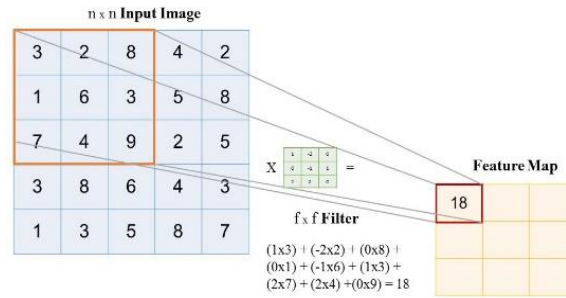 n x n Input Image
3 2 8 4 2
1 6 3 5 8
7 4 9 2 5
3 8 6 4 3
1 3 5 8 7
X
=
f x f Filter
(1x3) + (-2x2) + (0x8) +
(0x1) + (-1x6) + (1x3) +
(2x7) + (2x4) +(0x9) = 18
Feature Map
18